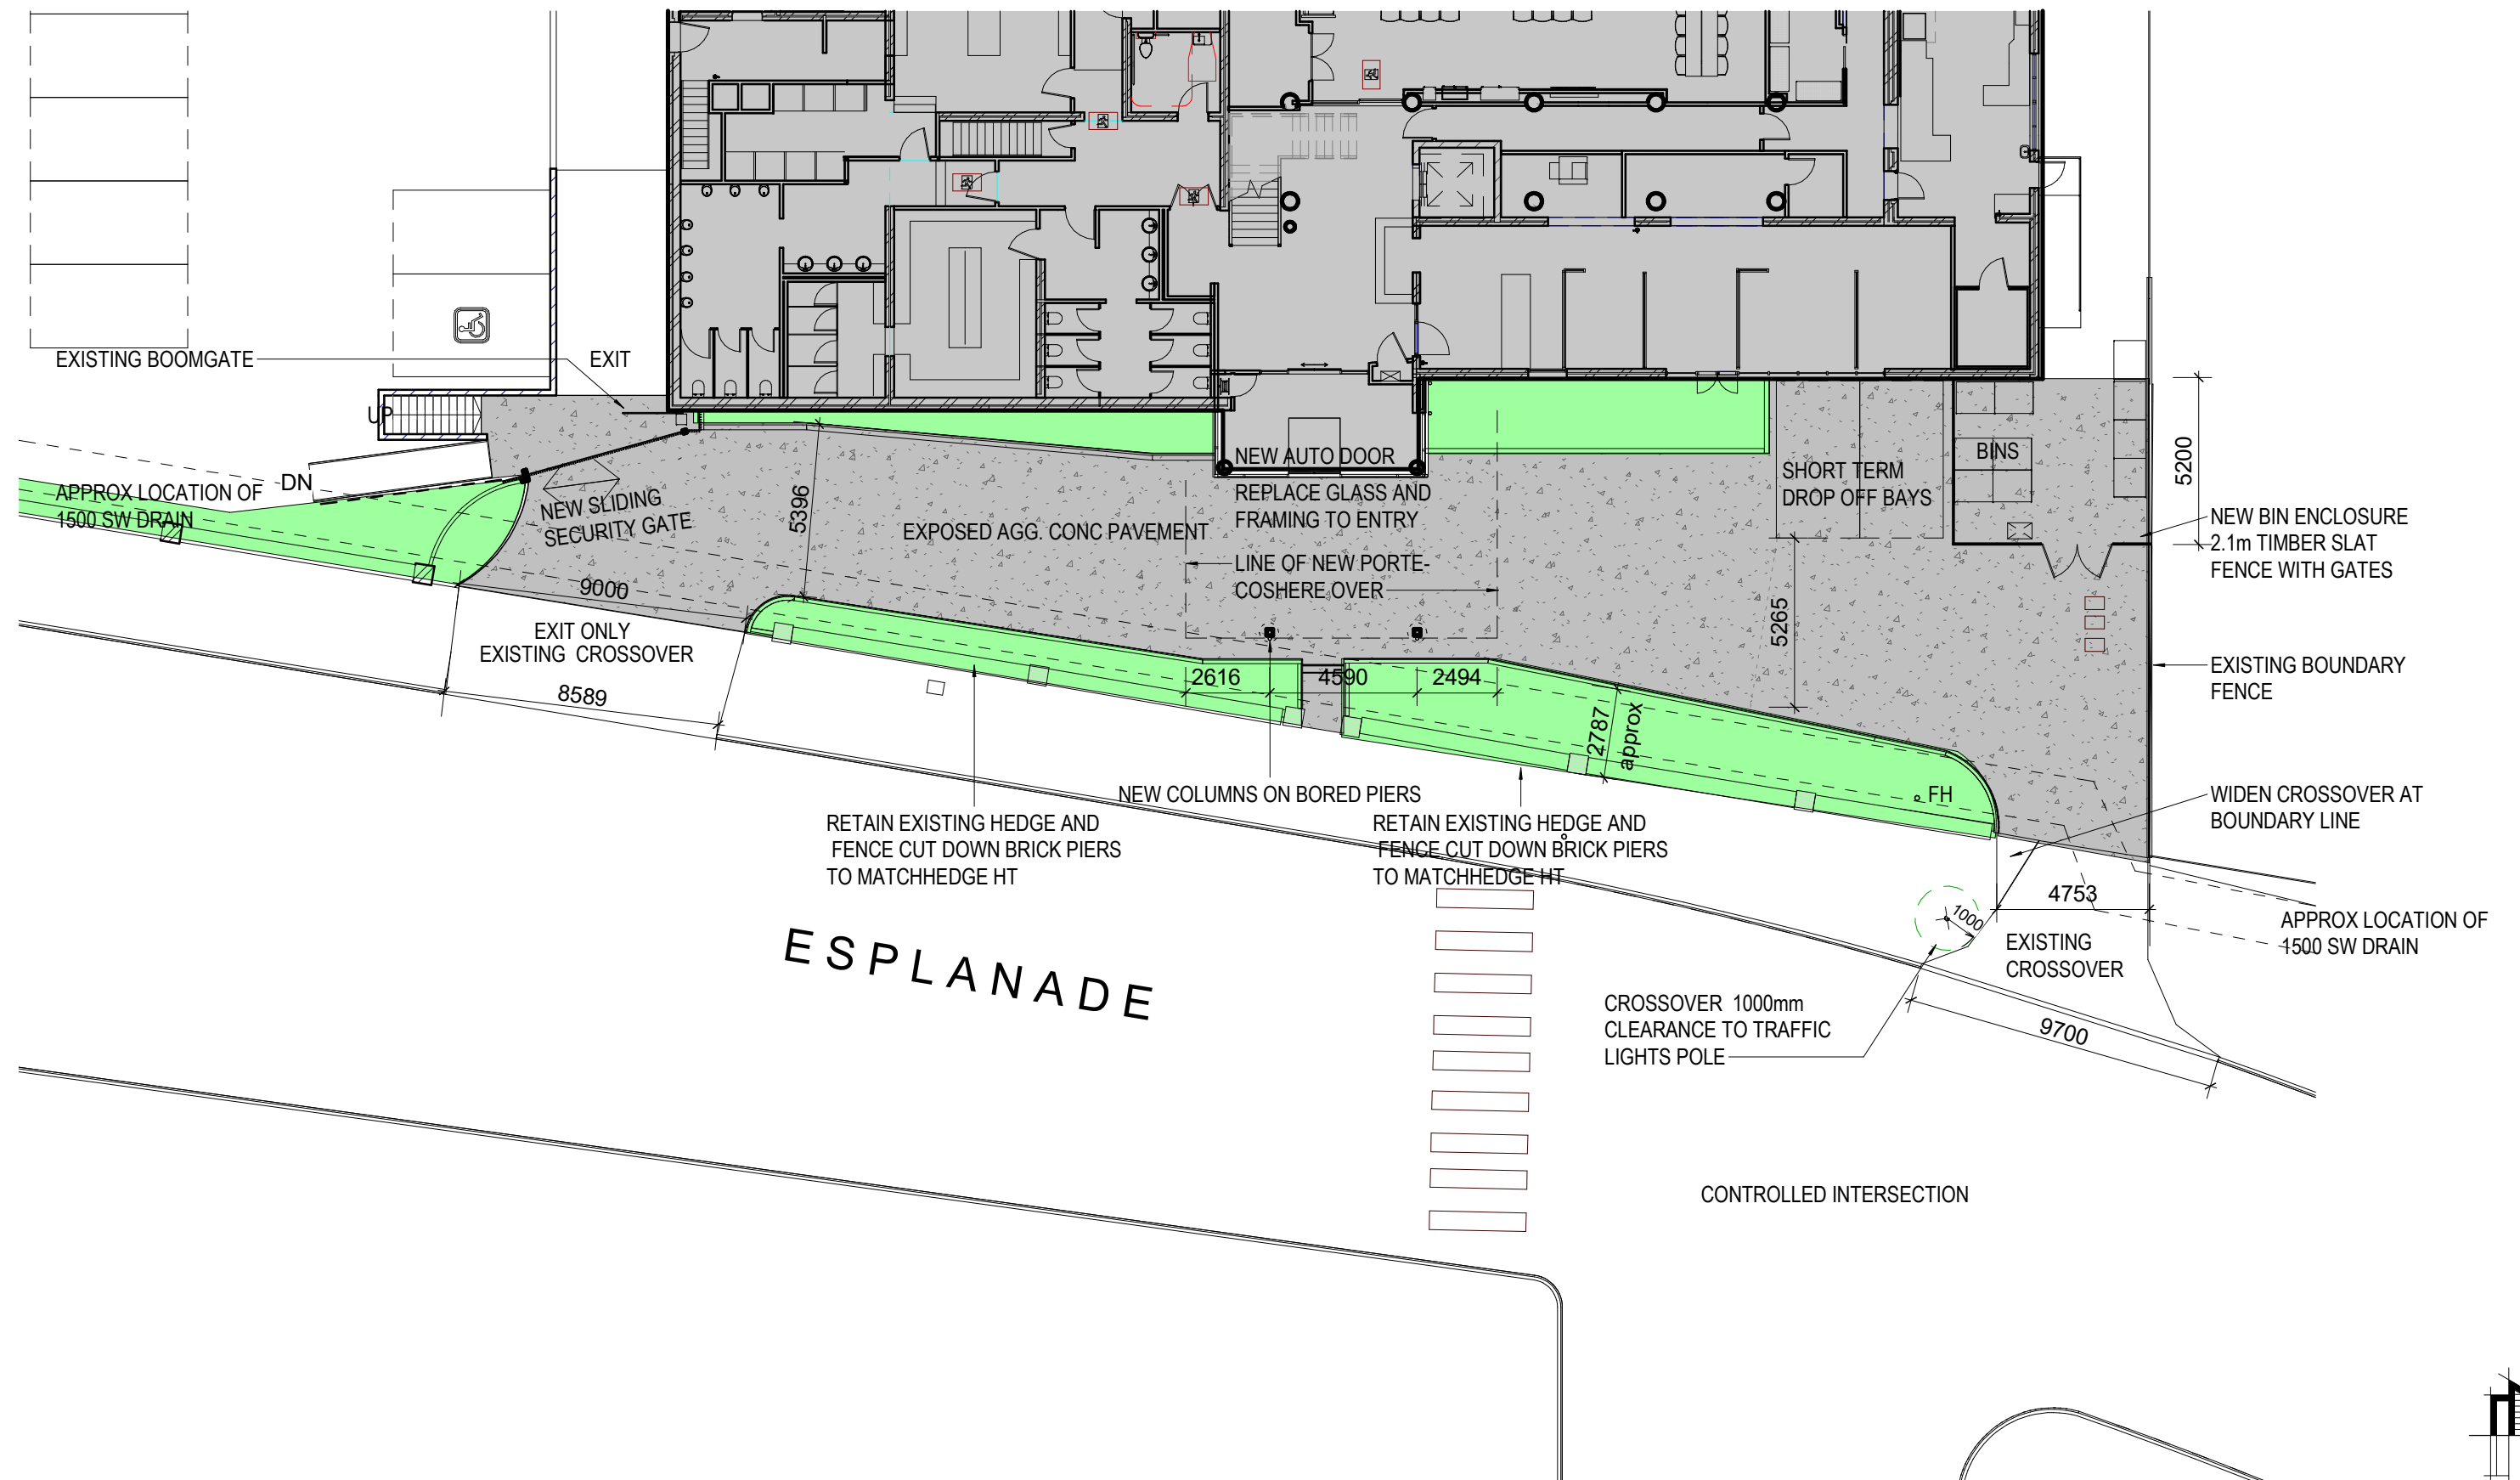 EXISTING BOOMGATE
EXIT
UP
DN
APPROX LOCATION OF
1500 SW DRAIN
NEW SLIDING
SECURITY GATE
5396
EXPOSED AGG. CONC PAVEMENT
NEW AUTO DOOR
REPLACE GLASS AND
FRAMING TO ENTRY
LINE OF NEW PORTE-
COSHERE OVER
SHORT TERM
DROP OFF BAYS
BINS
5200
NEW BIN ENCLOSURE
2.1m TIMBER SLAT
FENCE WITH GATES
9000
EXIT ONLY
EXISTING CROSSOVER
8589
5265
EXISTING BOUNDARY
FENCE
2616
4590
2494
2787
approx
FH
NEW COLUMNS ON BORED PIERS
RETAIN EXISTING HEDGE AND
FENCE CUT DOWN BRICK PIERS
TO MATCHHEDGE HT
RETAIN EXISTING HEDGE AND
FENCE CUT DOWN BRICK PIERS
TO MATCHHEDGE HT
WIDEN CROSSOVER AT
BOUNDARY LINE
4753
1000
EXISTING
CROSSOVER
APPROX LOCATION OF
1500 SW DRAIN
ESPLANADE
CROSSOVER 1000mm
CLEARANCE TO TRAFFIC
LIGHTS POLE
9700
CONTROLLED INTERSECTION